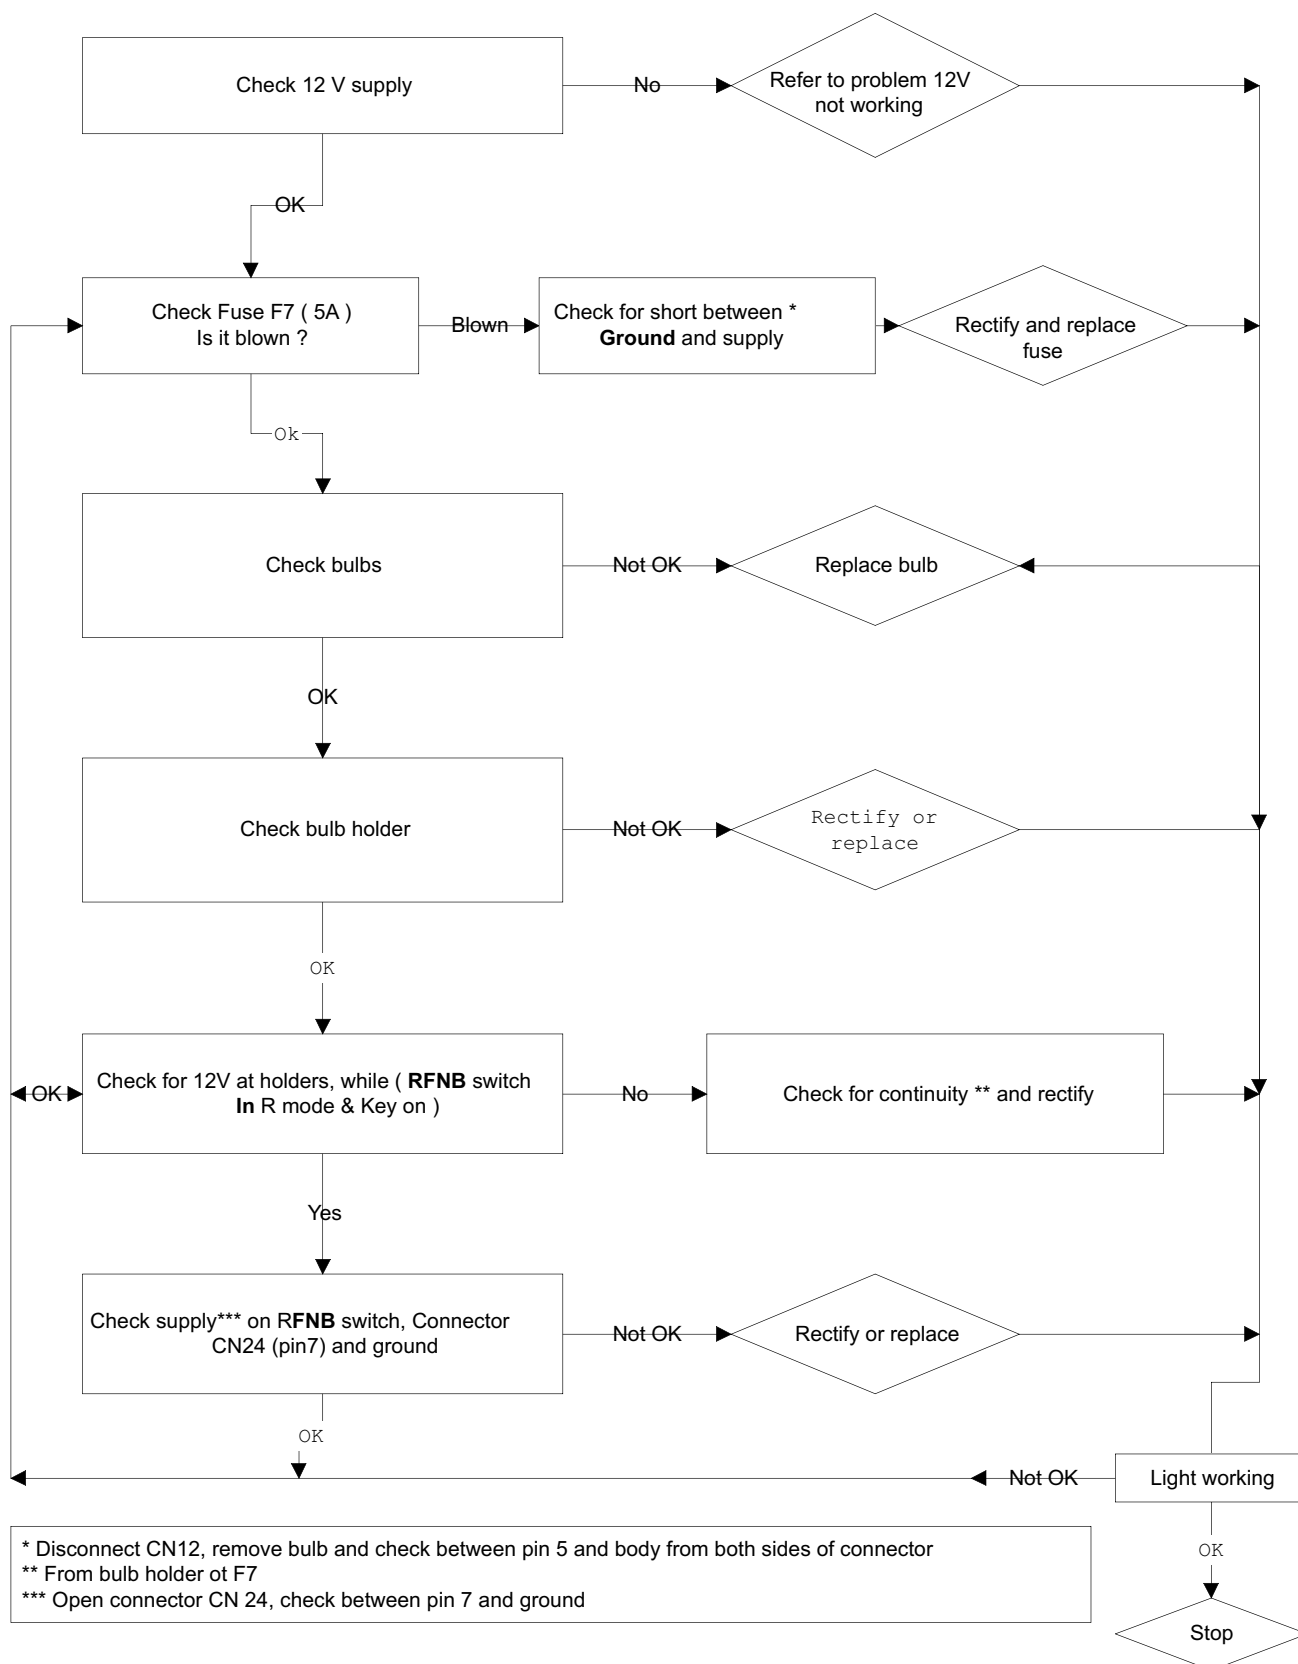 Check 12 V supply
No
Refer to problem 12V
not working
OK
Check Fuse F7 ( 5A )
Is it blown ?
Blown
Check for short between *
Ground and supply
Rectify and replace
fuse
Ok
Check bulbs
Not OK
Replace bulb
OK
Check bulb holder
Not OK
Rectify or
replace
OK
OK
Check for 12V at holders, while ( RFNB switch
In R mode & Key on )
No
Check for continuity ** and rectify
Yes
Check supply*** on RFNB switch, Connector
CN24 (pin7) and ground
Not OK
Rectify or replace
OK
Not OK
Light working
* Disconnect CN12, remove bulb and check between pin 5 and body from both sides of connector
** From bulb holder ot F7
*** Open connector CN 24, check between pin 7 and ground
OK
Stop